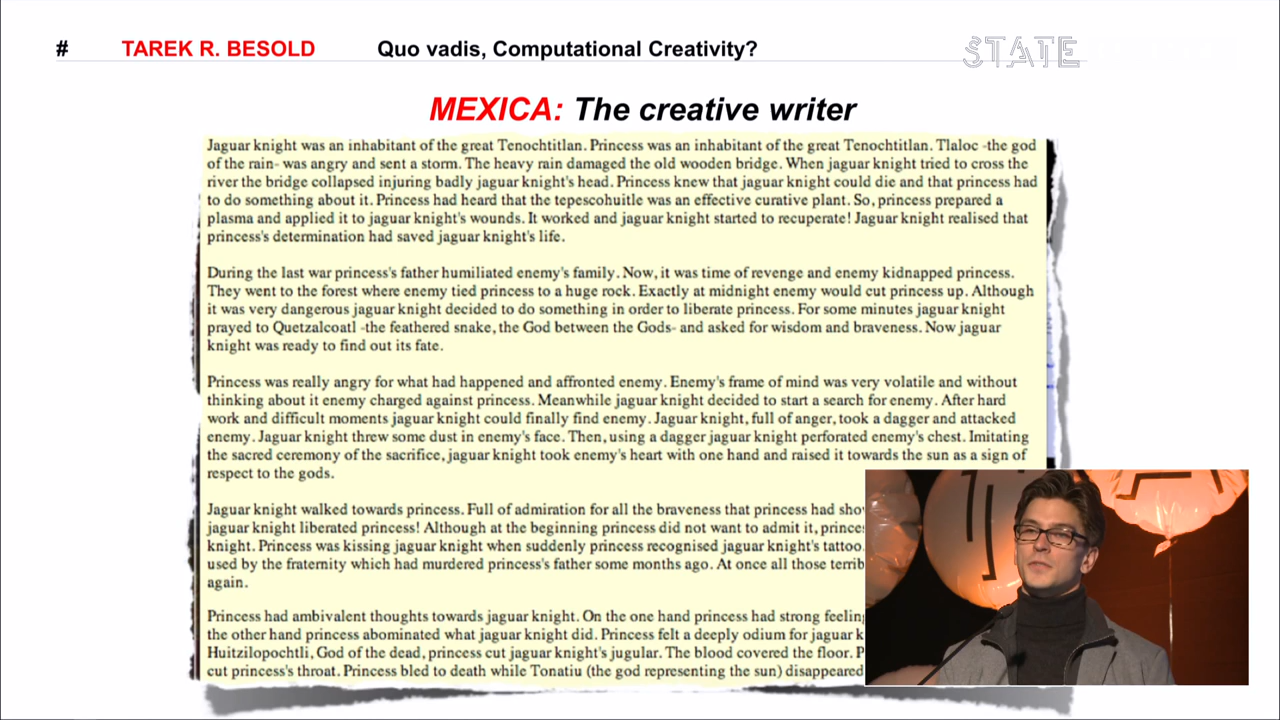 # TAREK R. BESOLD Quo vadis, Computational Creativity? STATE
MEXICA: The creative writer
Jaguar knight was an inhabitant of the great Tenochtitlan. Princess was an inhabitant of the great Tenochtitlan. Tlaloc -the god
of the rain- was angry and sent a storm. The heavy rain damaged the old wooden bridge. When jaguar knight tried to cross the
river the bridge collapsed injuring badly jaguar knight's head. Princess knew that jaguar knight could die and that princess had
to do something about it. Princess had heard that the tepescohuitle was an effective curative plant. So, princess prepared a
plasma and applied it to jaguar knight's wounds. It worked and jaguar knight started to recuperate! Jaguar knight realised that
princess's determination had saved jaguar knight's life.
During the last war princess's father humiliated enemy's family. Now, it was time of revenge and enemy kidnapped princess.
They went to the forest where enemy tied princess to a huge rock. Exactly at midnight enemy would cut princess up. Although
it was very dangerous jaguar knight decided to do something in order to liberate princess. For some minutes jaguar knight
prayed to Quetzalcoatl -the feathered snake, the God between the Gods- and asked for wisdom and braveness. Now jaguar
knight was ready to find out its fate.
Princess was really angry for what had happened and affronted enemy. Enemy's frame of mind was very volatile and without
thinking about it enemy charged against princess. Meanwhile jaguar knight decided to start a search for enemy. After hard
work and difficult moments jaguar knight could finally find enemy. Jaguar knight, full of anger, took a dagger and attacked
enemy. Jaguar knight threw some dust in enemy's face. Then, using a dagger jaguar knight perforated enemy's chest. Imitating
the sacred ceremony of the sacrifice, jaguar knight took enemy's heart with one hand and raised it towards the sun as a sign of
respect to the gods.
Jaguar knight walked towards princess. Full of admiration for all the braveness that princess had sho
jaguar knight liberated princess! Although at the beginning princess did not want to admit it, prince
knight. Princess was kissing jaguar knight when suddenly princess recognised jaguar knight's tattoo.
used by the fraternity which had murdered princess's father some months ago. At once all those terrib
again.
Princess had ambivalent thoughts towards jaguar knight. On the one hand princess had strong feelin
the other hand princess abominated what jaguar knight did. Princess felt a deeply odium for jaguar k
Huitzilopochtli, God of the dead, princess cut jaguar knight's jugular. The blood covered the floor. P
cut princess's throat. Princess bled to death while Tonatiu (the god representing the sun) disappeared